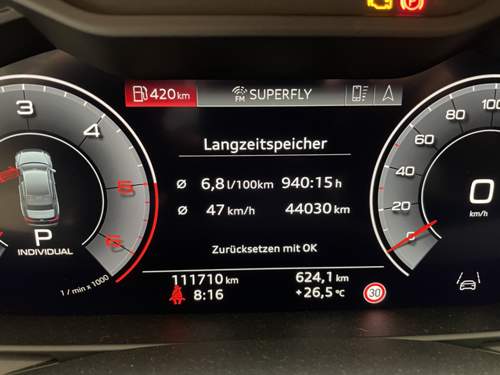 420 km
FM SUPERFLY
Langzeitspeicher
Ø 6,8 l/100km 940:15 h
Ø 47 km/h 44030 km
Zurücksetzen mit OK
111710 km 624,1 km
8:16 +26,5 °C 30
3
4
5
6
P
INDIVIDUAL
1 / min x 1000
100
80
60
40
20
0
0
km/h
P